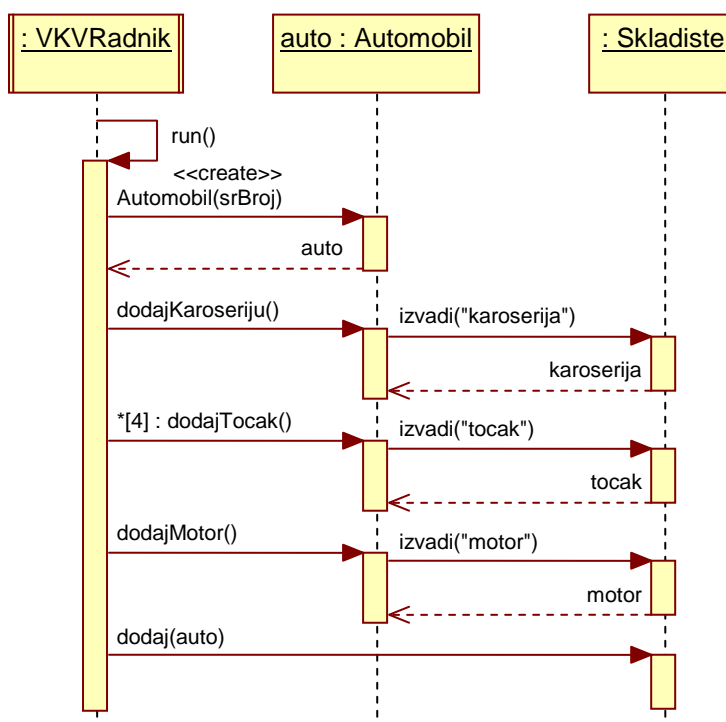 : VKVRadnik
auto : Automobil
: Skladiste
run()
<<create>>
Automobil(srBroj)
auto
dodajKaroseriju()
izvadi("karoserija")
karoserija
*[4] : dodajTocak()
izvadi("tocak")
tocak
dodajMotor()
izvadi("motor")
motor
dodaj(auto)